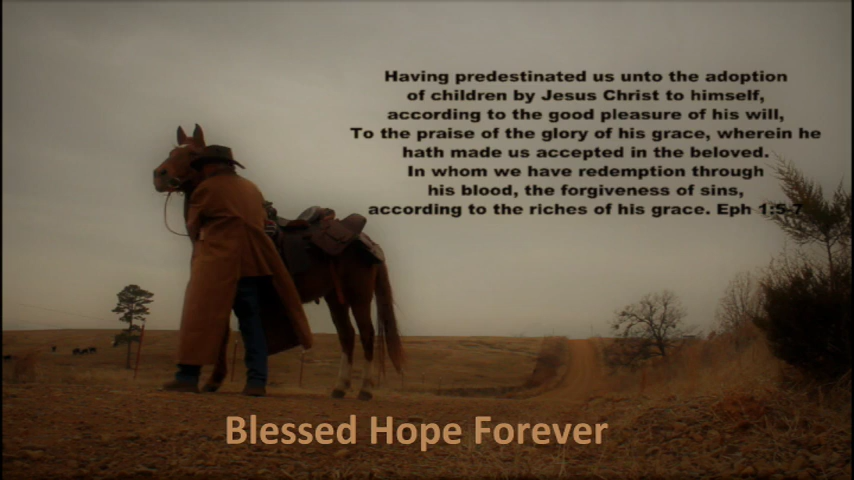 Having predestinated us unto the adoption
of children by Jesus Christ to himself,
according to the good pleasure of his will,
To the praise of the glory of his grace, wherein he
hath made us accepted in the beloved.
In whom we have redemption through
his blood, the forgiveness of sins,
according to the riches of his grace. Eph 1:5-7
Blessed Hope Forever